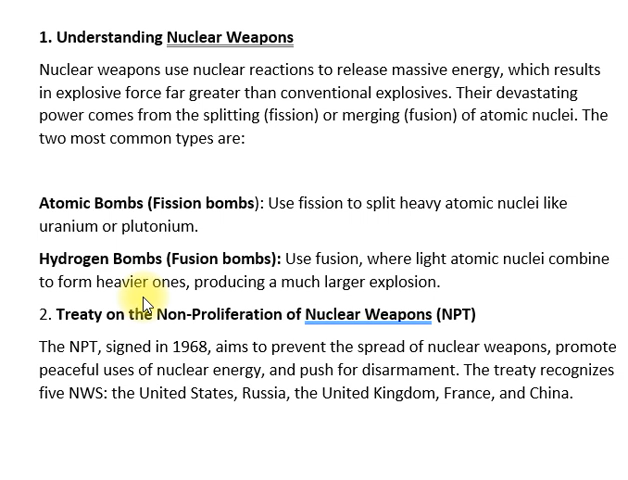 1. Understanding Nuclear Weapons
Nuclear weapons use nuclear reactions to release massive energy, which results
in explosive force far greater than conventional explosives. Their devastating
power comes from the splitting (fission) or merging (fusion) of atomic nuclei. The
two most common types are:
Atomic Bombs (Fission bombs): Use fission to split heavy atomic nuclei like
uranium or plutonium.
Hydrogen Bombs (Fusion bombs): Use fusion, where light atomic nuclei combine
to form heavier ones, producing a much larger explosion.
2. Treaty on the Non-Proliferation of Nuclear Weapons (NPT)
The NPT, signed in 1968, aims to prevent the spread of nuclear weapons, promote
peaceful uses of nuclear energy, and push for disarmament. The treaty recognizes
five NWS: the United States, Russia, the United Kingdom, France, and China.